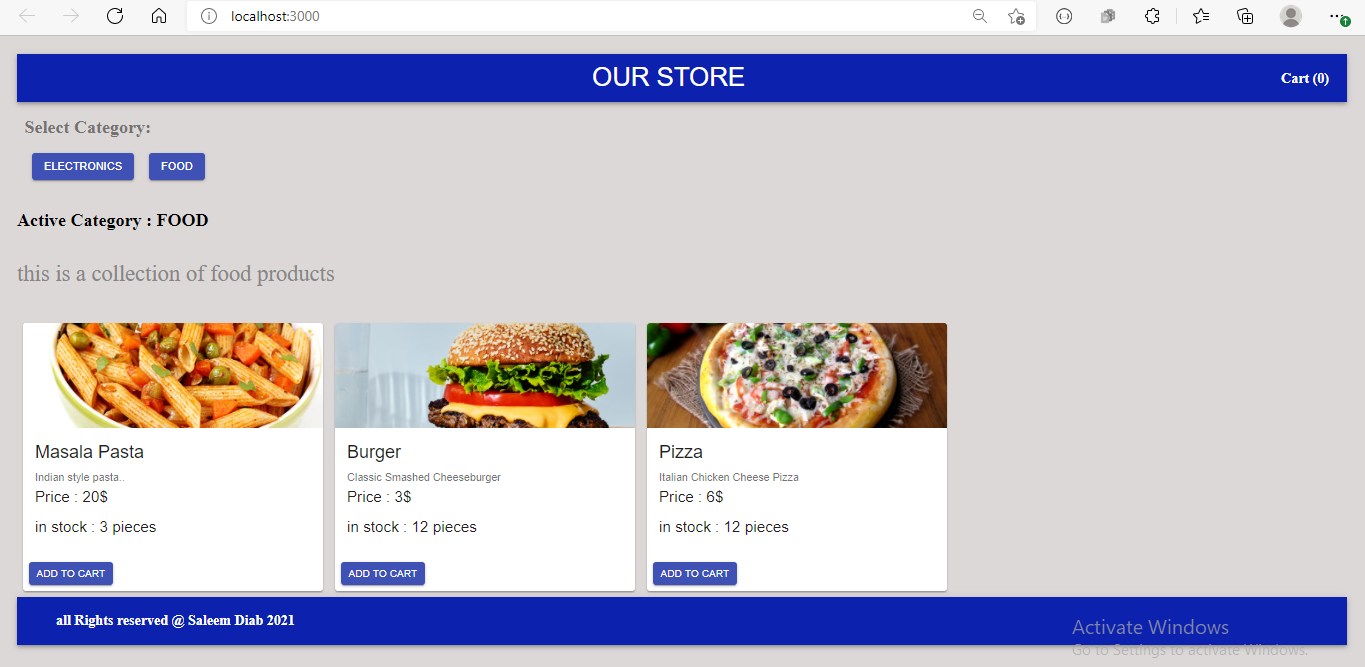 localhost:3000
OUR STORE
Cart (0)
Select Category:
ELECTRONICS FOOD
Active Category : FOOD
this is a collection of food products
Masala Pasta
Indian style pasta..
Price : 20$
in stock : 3 pieces
ADD TO CART
Burger
Classic Smashed Cheeseburger
Price : 3$
in stock : 12 pieces
ADD TO CART
Pizza
Italian Chicken Cheese Pizza
Price : 6$
in stock : 12 pieces
ADD TO CART
all Rights reserved @ Saleem Diab 2021
Activate Windows
Go to Settings to activate Windows.